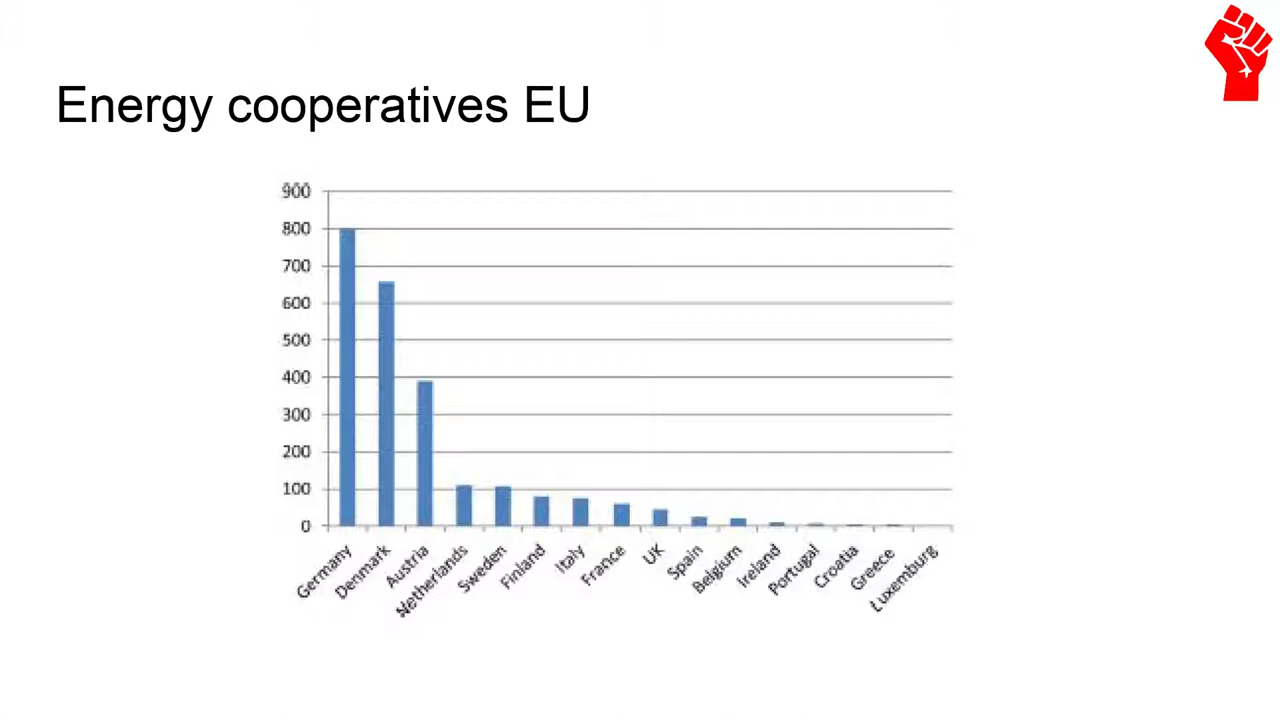 Energy cooperatives EU
900
800
700
600
500
400
300
200
100
0
Germany
Denmark
Austria
Netherlands
Sweden
Finland
Italy
France
UK
Spain
Belgium
Ireland
Portugal
Croatia
Greece
Luxemburg